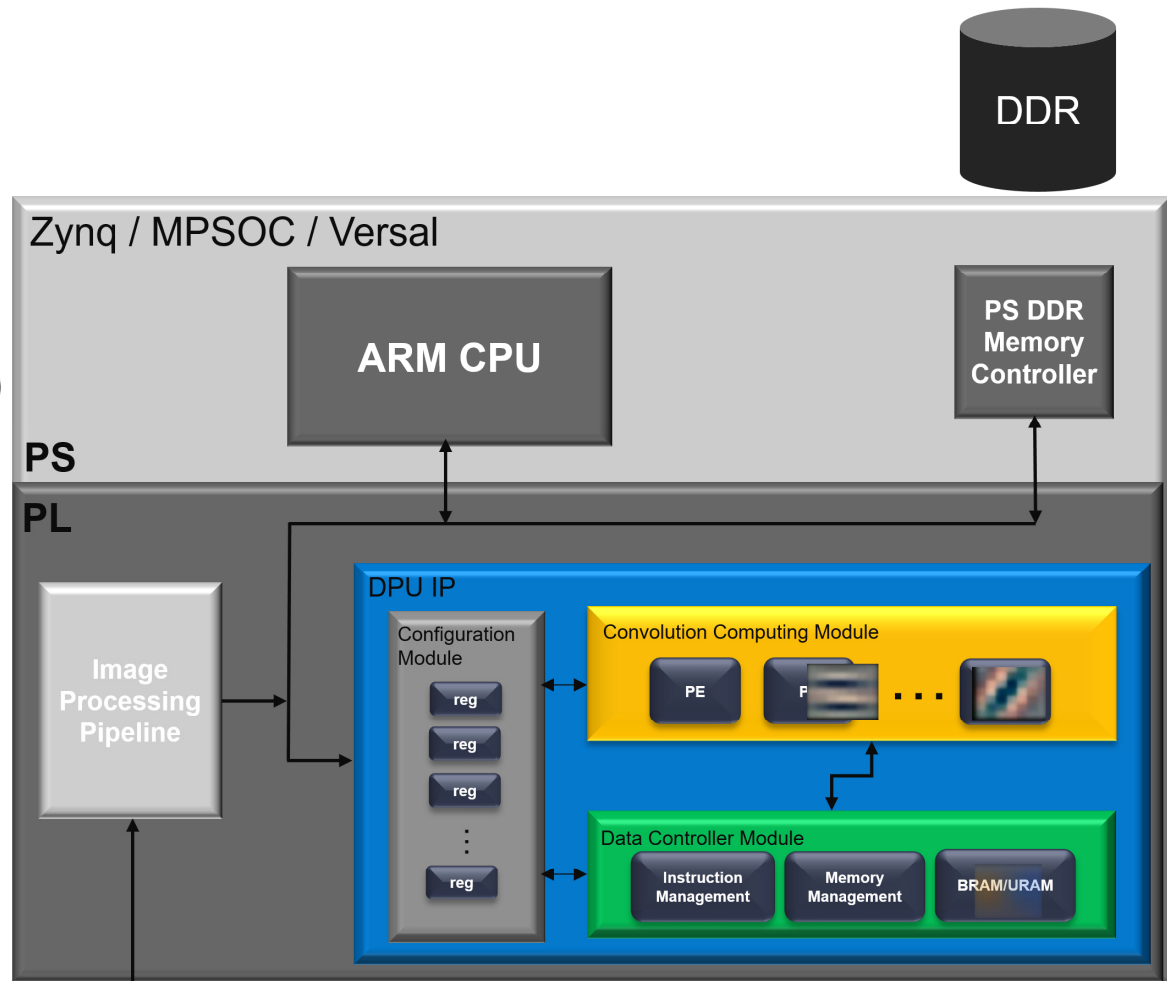 DDR
Zynq / MPSOC / Versal
ARM CPU
PS DDR
Memory
Controller
PS
PL
Image
Processing
Pipeline
DPU IP
Configuration
Module
reg
reg
reg
reg
Convolution Computing Module
PE
Data Controller Module
Instruction
Management
Memory
Management
BRAM/URAM